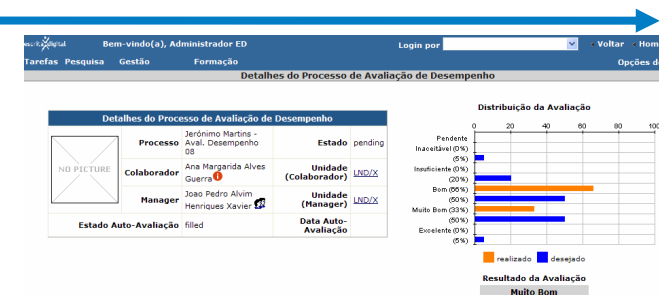 escrita digital Bem-vindo(a), Administrador ED Login por Voltar Hom
Tarefas Pesquisa Gestão Formação Opções de
Detalhes do Processo de Avaliação de Desempenho
Detalhes do Processo de Avaliação de Desempenho
NO PICTURE
Processo Jerónimo Martins - Aval. Desempenho 08 Estado pending
Colaborador Ana Margarida Alves Guerra Unidade (Colaborador) LND/X
Manager Joao Pedro Alvim Henriques Xavier Unidade (Manager) LND/X
Estado Auto-Avaliação filled Data Auto-Avaliação
Distribuição da Avaliação
0 20 40 60 80 100
Pendente
Inaceitável (0%)
(5%)
Insuficiente (0%)
(20%)
Bom (66%)
(50%)
Muito Bom (33%)
(50%)
Excelente (0%)
(5%)
realizado desejado
Resultado da Avaliação
Muito Bom